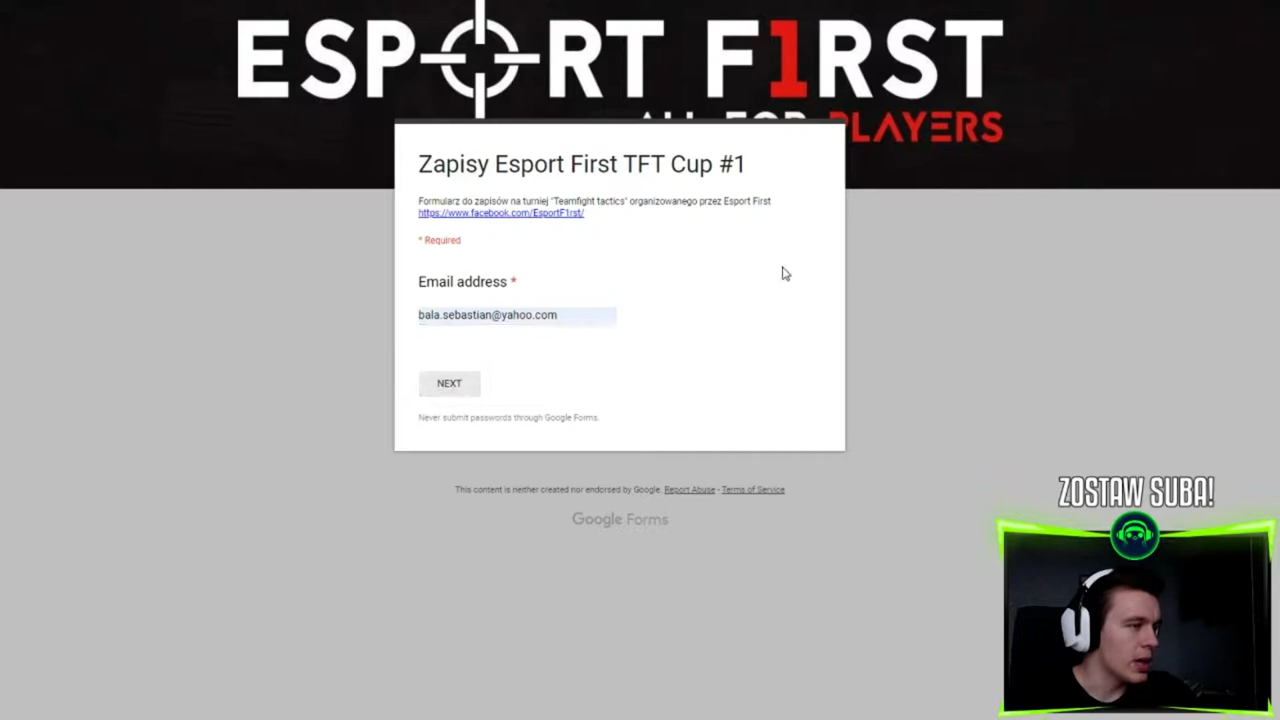 ESPORT F1RST
ALL FOR PLAYERS
Zapisy Esport First TFT Cup #1
Formularz do zapisów na turniej "Teamfight tactics" organizowanego przez Esport First
https://www.facebook.com/EsportF1rst/
* Required
Email address *
bala.sebastian@yahoo.com
NEXT
Never submit passwords through Google Forms.
This content is neither created nor endorsed by Google. Report Abuse - Terms of Service
Google Forms
ZOSTAW SUBA!